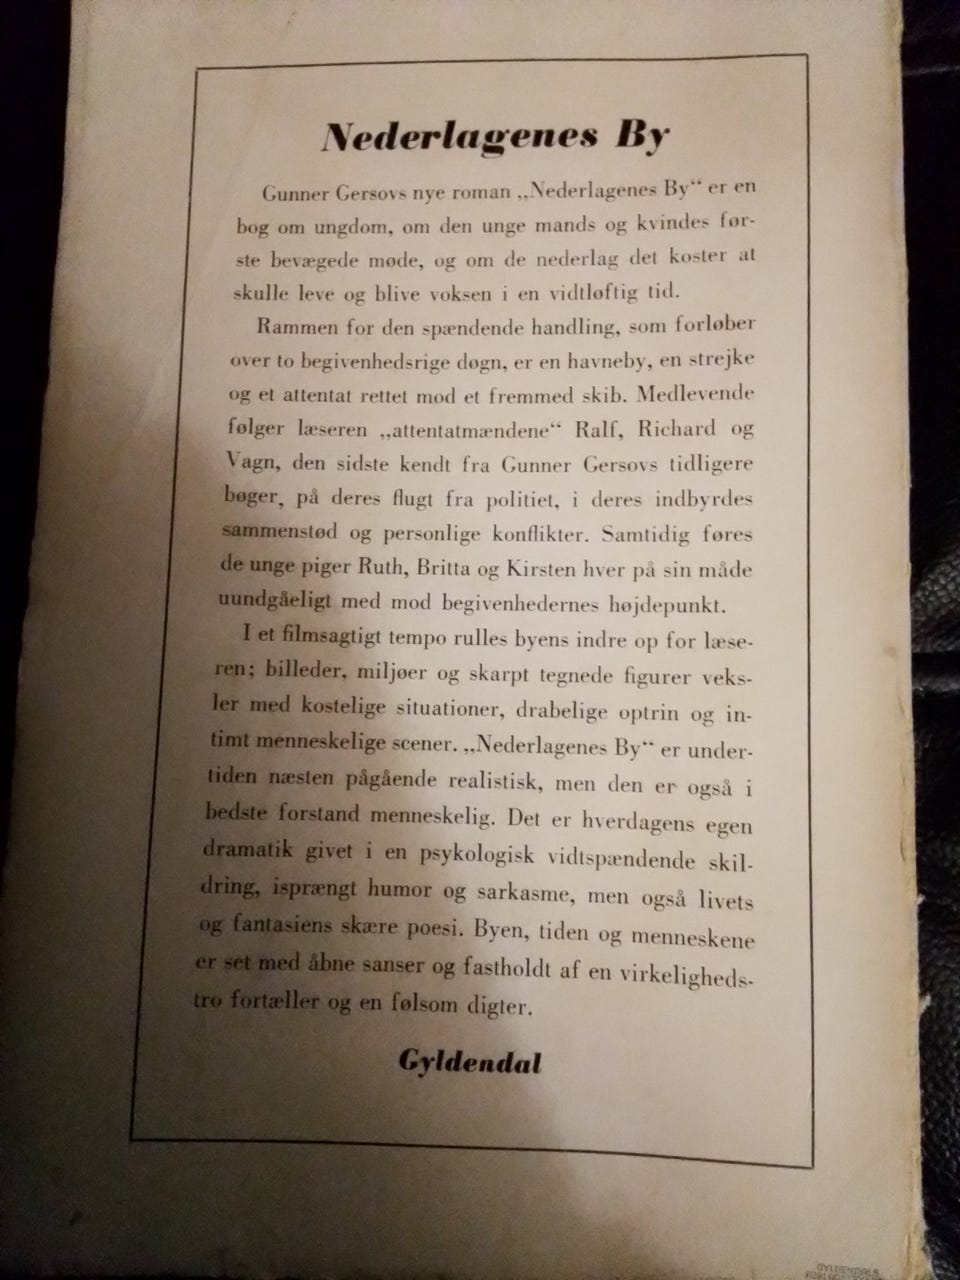 Nederlagenes By
Gunner Gersovs nye roman „Nederlagenes By“ er en
bog om ungdom, om den unge mands og kvindes før-
ste bevægede møde, og om de nederlag det koster at
skulle leve og blive voksen i en vidtløftig tid.
Rammen for den spændende handling, som forløber
over to begivenhedsrige døgn, er en havneby, en strejke
og et attentat rettet mod et fremmed skib. Medlevende
følger læseren „attentatmændene“ Ralf, Richard og
Vagn, den sidste kendt fra Gunner Gersovs tidligere
bøger, på deres flugt fra politiet, i deres indbyrdes
sammenstød og personlige konflikter. Samtidig føres
de unge piger Ruth, Britta og Kirsten hver på sin måde
uundgåeligt med mod begivenhedernes højdepunkt.
I et filmsagtigt tempo rulles byens indre op for læse-
ren; billeder, miljøer og skarpt tegnede figurer veks-
ler med kostelige situationer, drabelige optrin og in-
timt menneskelige scener. „Nederlagenes By“ er under-
tiden næsten pågående realistisk, men den er også i
bedste forstand menneskelig. Det er hverdagens egen
dramatik givet i en psykologisk vidtspændende skil-
dring, isprængt humor og sarkasme, men også livets
og fantasiens skære poesi. Byen, tiden og menneskene
er set med åbne sanser og fastholdt af en virkeligheds-
tro fortæller og en følsom digter.
Gyldendal
GYLDENDALS